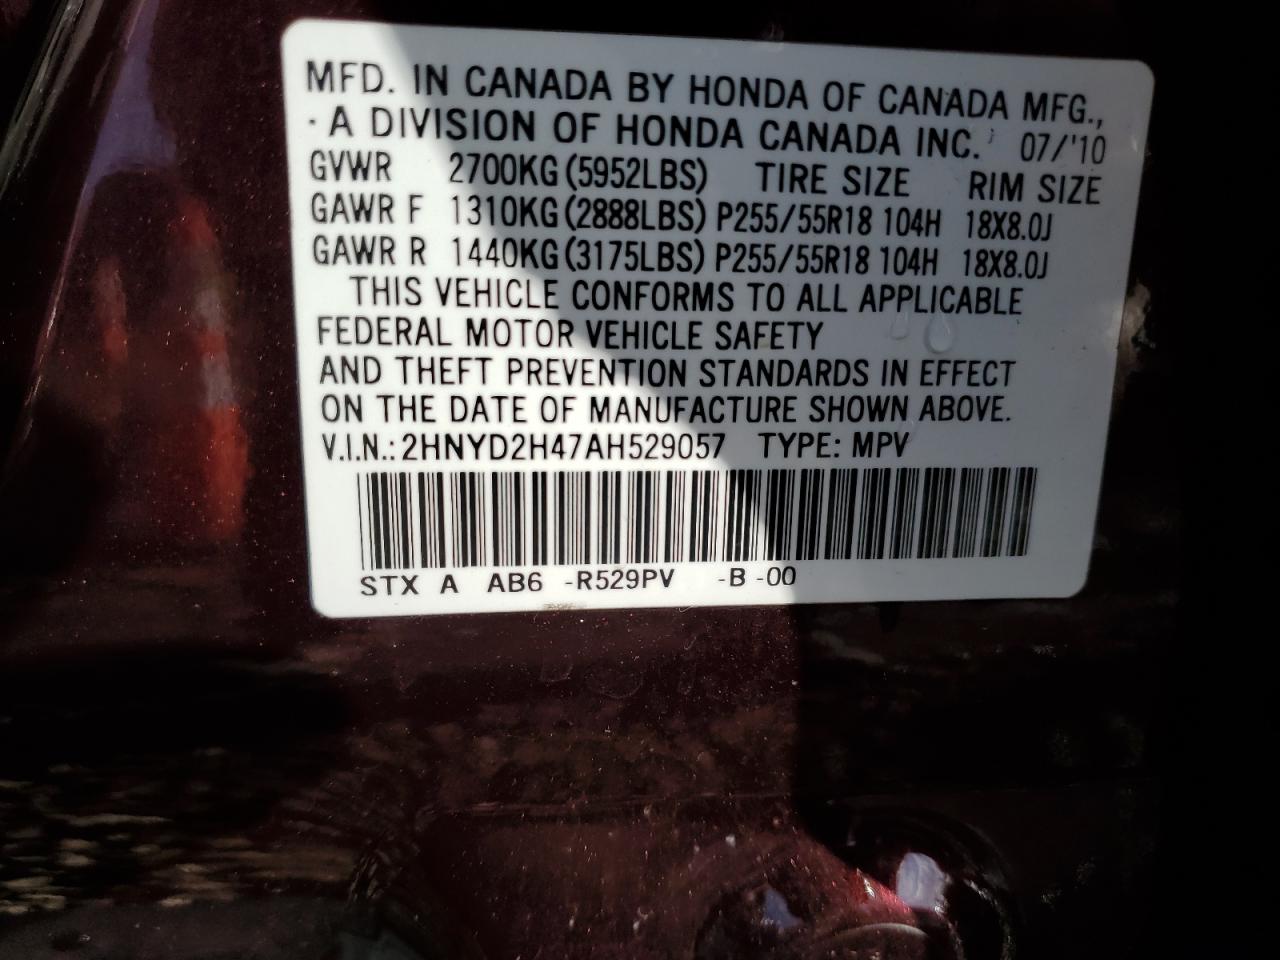 MFD. IN CANADA BY HONDA OF CANADA MFG.,
A DIVISION OF HONDA CANADA INC. 07/'10
GVWR 2700KG (5952LBS) TIRE SIZE RIM SIZE
GAWR F 1310KG (2888LBS) P255/55R18 104H 18X8.0J
GAWR R 1440KG (3175LBS) P255/55R18 104H 18X8.0J
THIS VEHICLE CONFORMS TO ALL APPLICABLE
FEDERAL MOTOR VEHICLE SAFETY
AND THEFT PREVENTION STANDARDS IN EFFECT
ON THE DATE OF MANUFACTURE SHOWN ABOVE.
V.I.N.: 2HNYD2H47AH529057 TYPE: MPV
STX A AB6 -R529PV -B -00